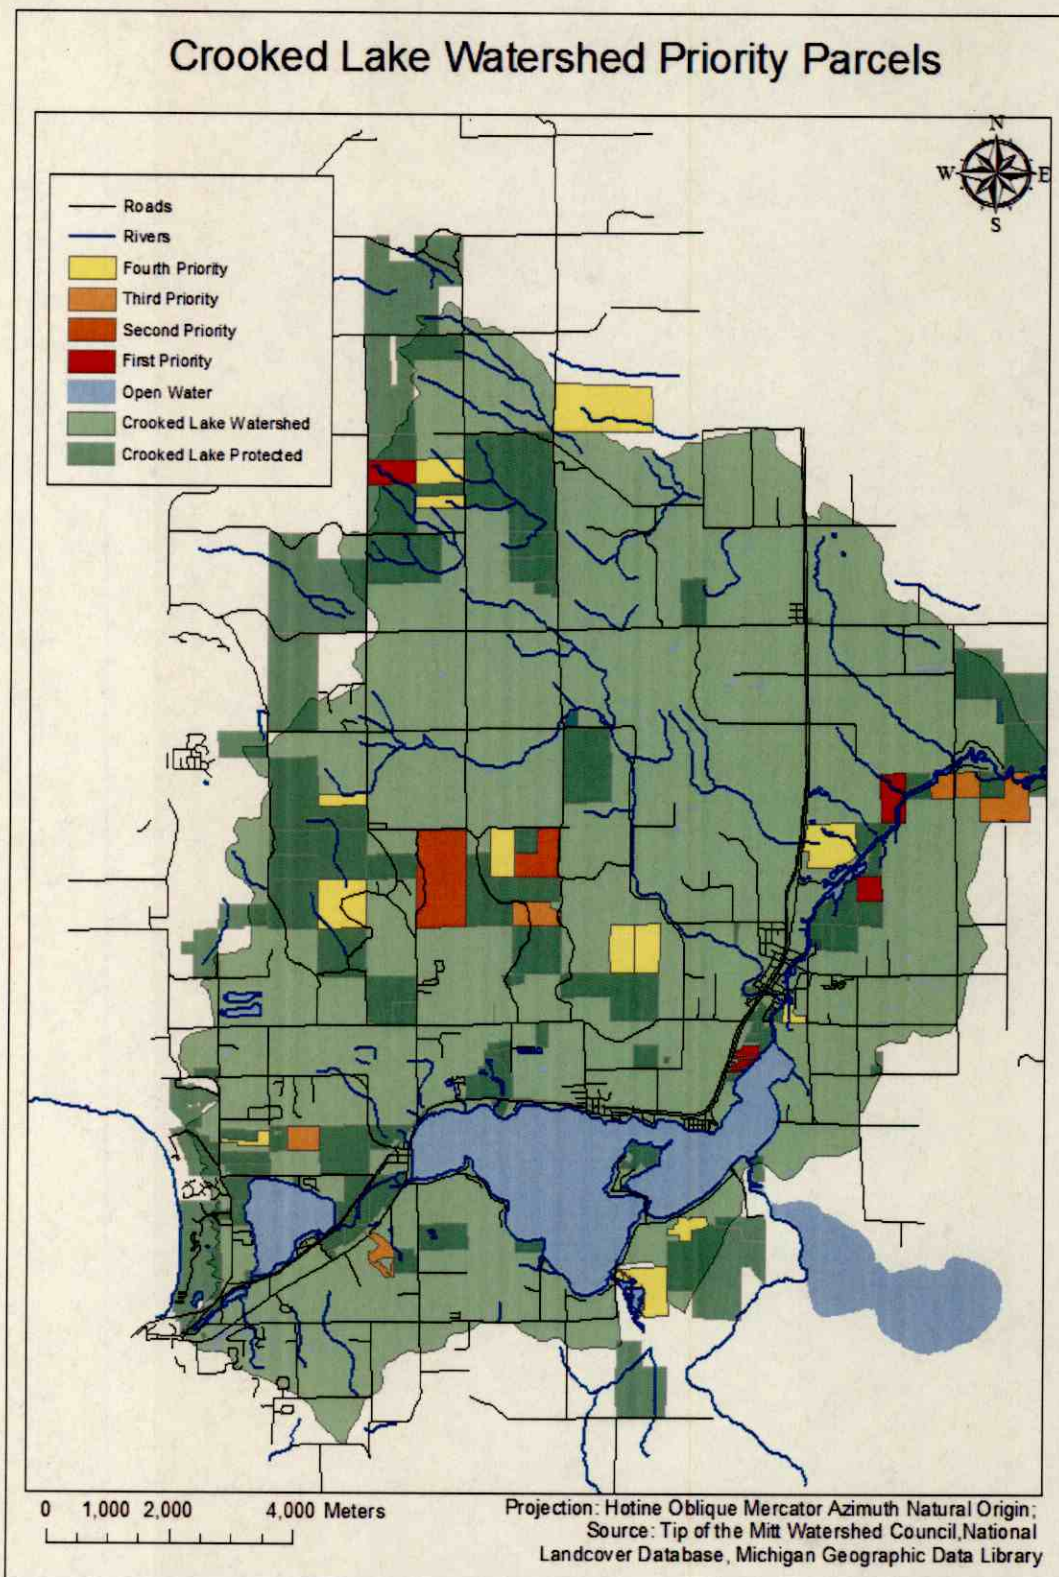 Crooked Lake Watershed Priority Parcels
N
W
E
S
Roads
Rivers
Fourth Priority
Third Priority
Second Priority
First Priority
Open Water
Crooked Lake Watershed
Crooked Lake Protected
0 1,000 2,000 4,000 Meters
Projection: Hotine Oblique Mercator Azimuth Natural Origin;
Source: Tip of the Mitt Watershed Council,National
Landcover Database, Michigan Geographic Data Library